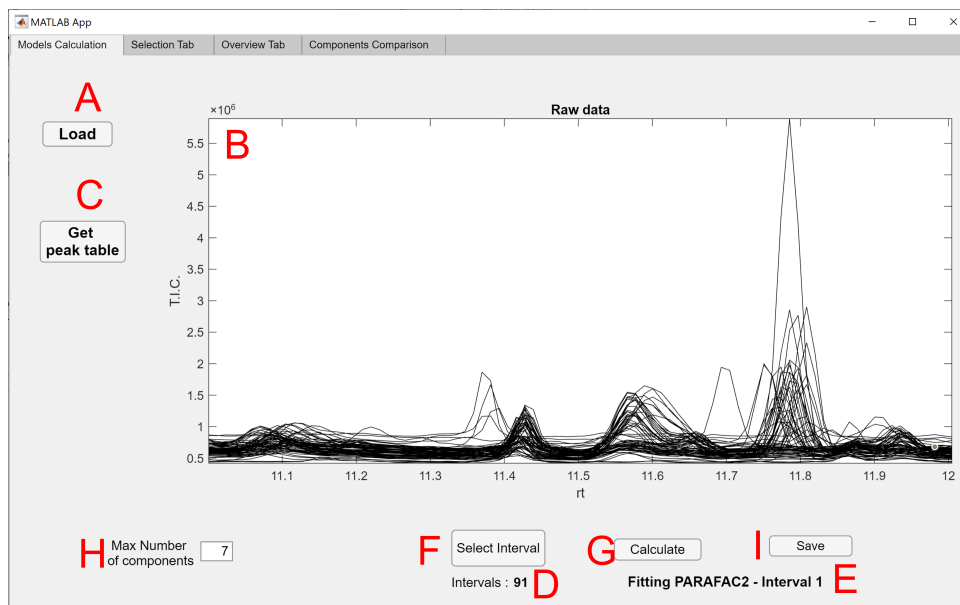 MATLAB App
Models Calculation Selection Tab Overview Tab Components Comparison
A
Load
C
Get
peak table
×10⁶
Raw data
B
5.5
5
4.5
4
3.5
3
2.5
2
1.5
1
0.5
T.I.C.
11.1 11.2 11.3 11.4 11.5 11.6 11.7 11.8 11.9 12
rt
H
Max Number
of components
7
F
Select Interval
G
Calculate
I
Save
Intervals : 91
D
Fitting PARAFAC2 - Interval 1
E